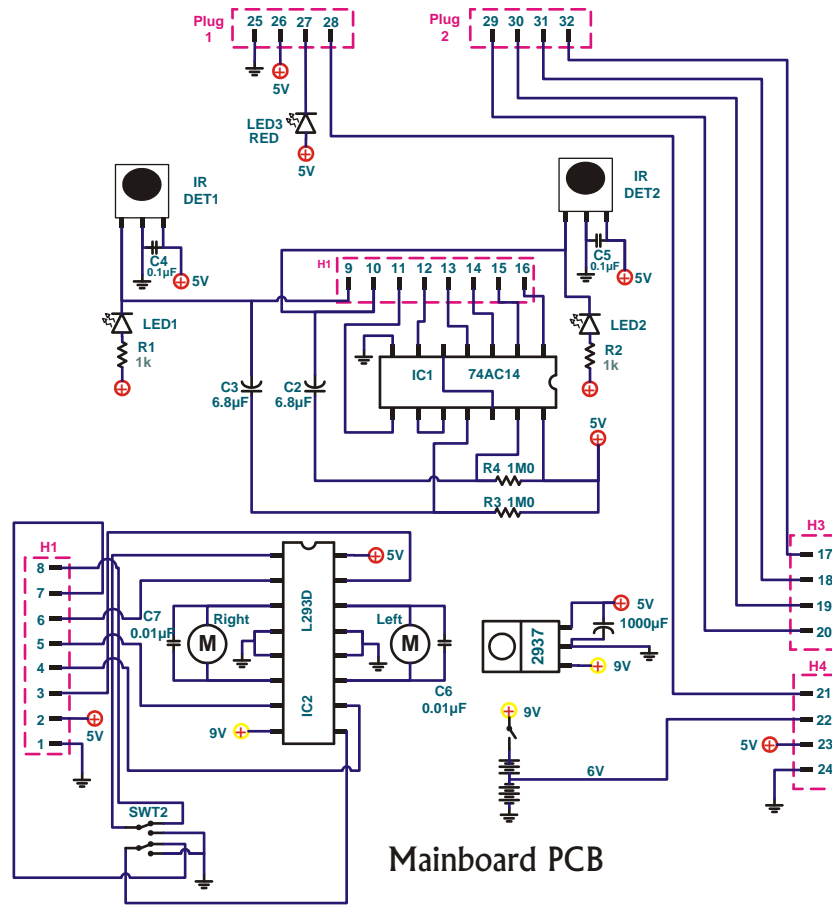 Plug 1
25 26 27 28
5V
LED3 RED
5V
Plug 2
29 30 31 32
IR DET1
C4 0.1µF
5V
LED1
R1 1k
IR DET2
C5 0.1µF
5V
LED2
R2 1k
H1
9 10 11 12 13 14 15 16
IC1 74AC14
C3 6.8µF
C2 6.8µF
5V
R4 1M0
R3 1M0
H1
8
7
6
5
4
3
2
1
5V
C7 0.01µF
Right
M
L293D
IC2
5V
9V
Left
M
C6 0.01µF
2937
5V
1000µF
9V
9V
6V
H3
17
18
19
20
H4
21
22
23
24
5V
SWT2
Mainboard PCB